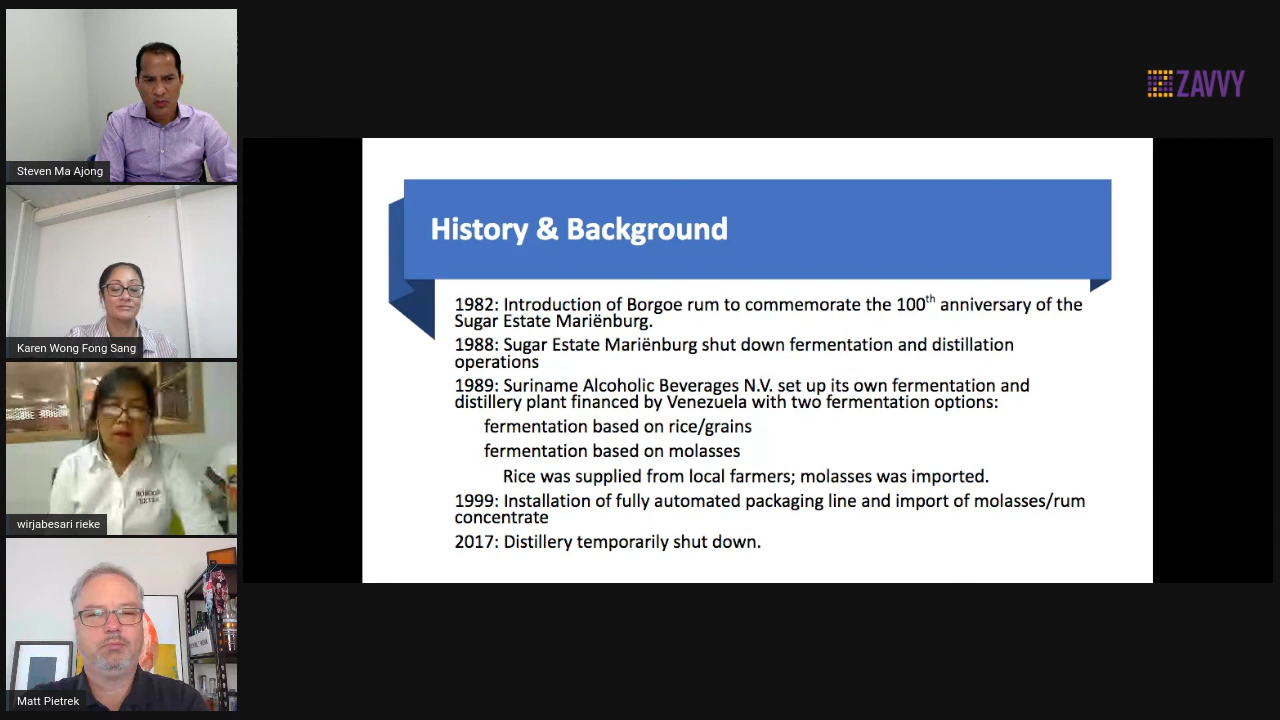 ZAVVY
Steven Ma Ajong
Karen Wong Fong Sang
wirjabesari rieke
Matt Pietrek
History & Background
1982: Introduction of Borgoe rum to commemorate the 100th anniversary of the
Sugar Estate Mariënburg.
1988: Sugar Estate Mariënburg shut down fermentation and distillation
operations
1989: Suriname Alcoholic Beverages N.V. set up its own fermentation and
distillery plant financed by Venezuela with two fermentation options:
fermentation based on rice/grains
fermentation based on molasses
Rice was supplied from local farmers; molasses was imported.
1999: Installation of fully automated packaging line and import of molasses/rum
concentrate
2017: Distillery temporarily shut down.